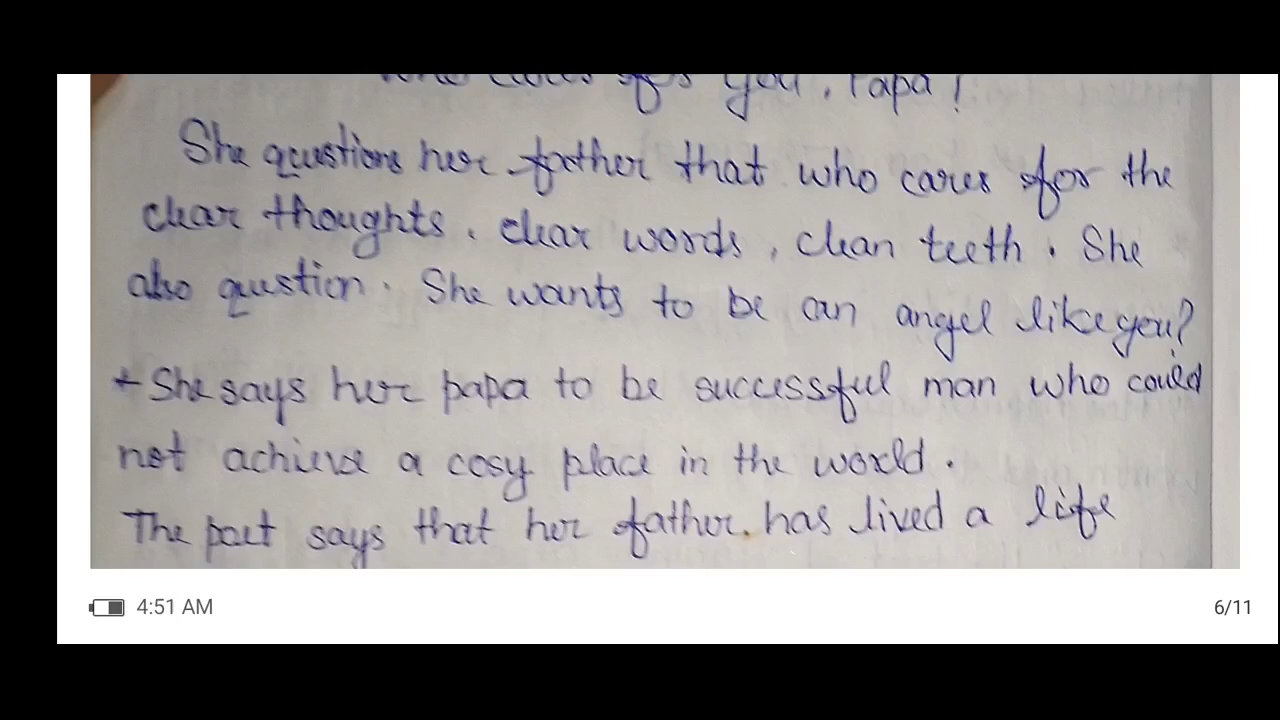 you, Papa!
She questions her father that who cares for the
clear thoughts, clear words, clean teeth. She
also question. She wants to be an angel like you?
+ She says her papa to be successful man who could
not achieve a cosy place in the world.
The poet says that her father has lived a life
4:51 AM
6/11